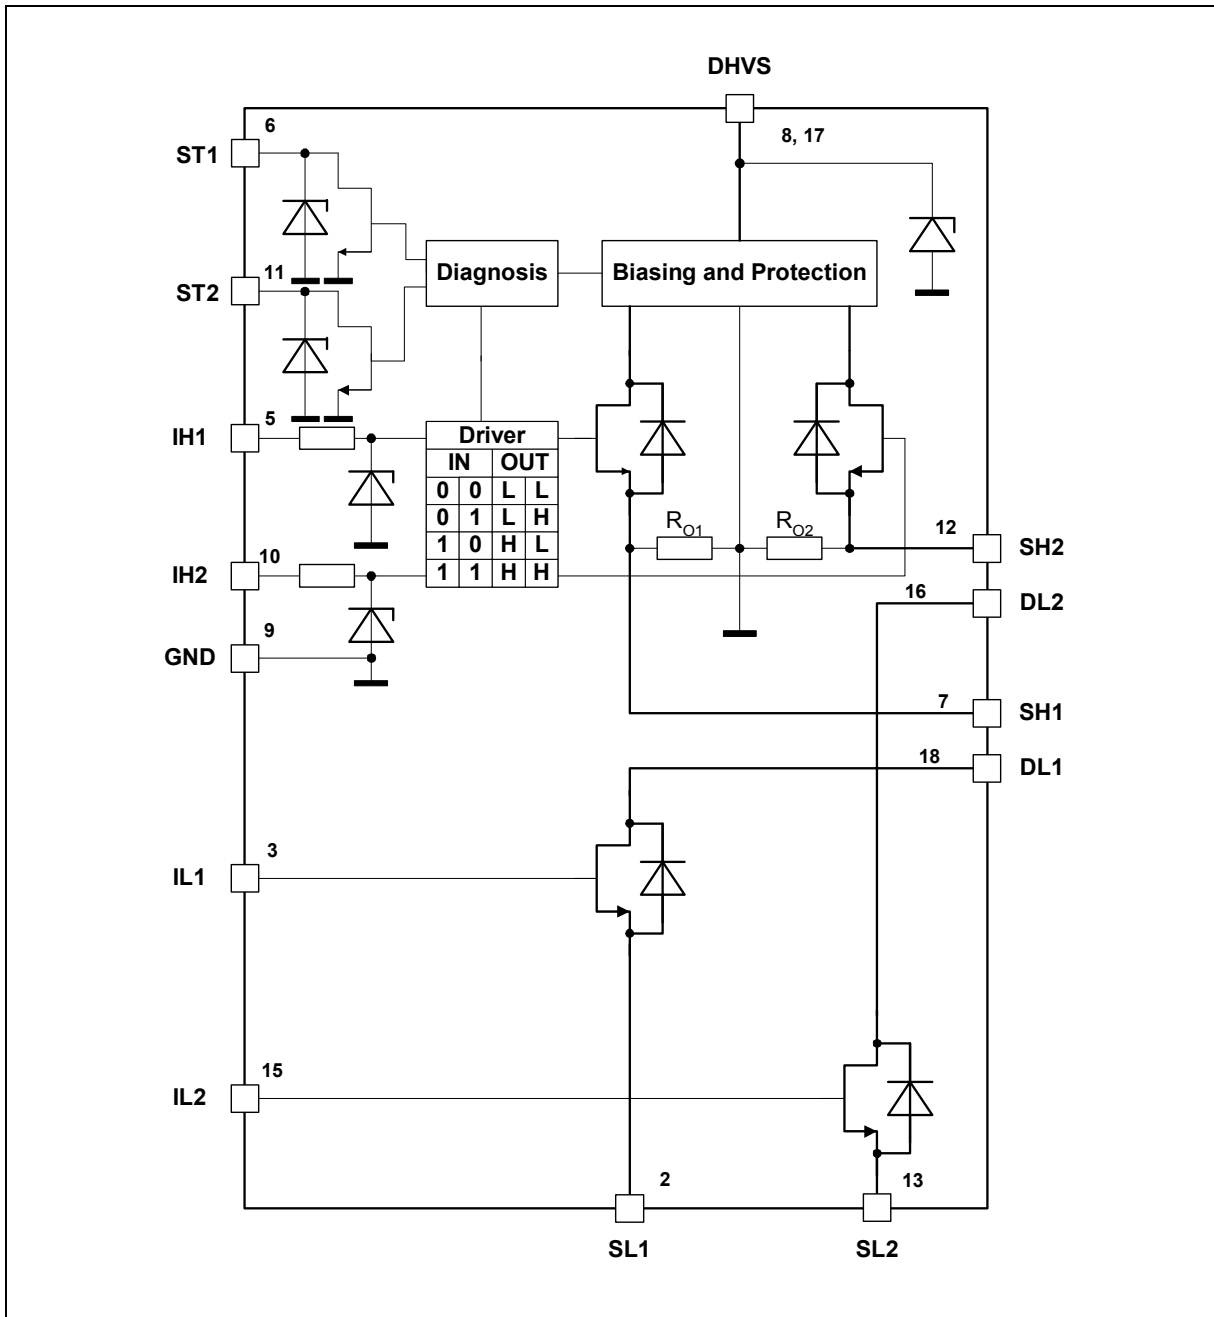 DHVS
8, 17
6
ST1
11
ST2
Diagnosis
Biasing and Protection
5
IH1
Driver
IN OUT
0 0 L L
0 1 L H
1 0 H L
1 1 H H
RO1
RO2
12
SH2
10
IH2
16
DL2
9
GND
7
SH1
18
DL1
3
IL1
15
IL2
2
13
SL1
SL2